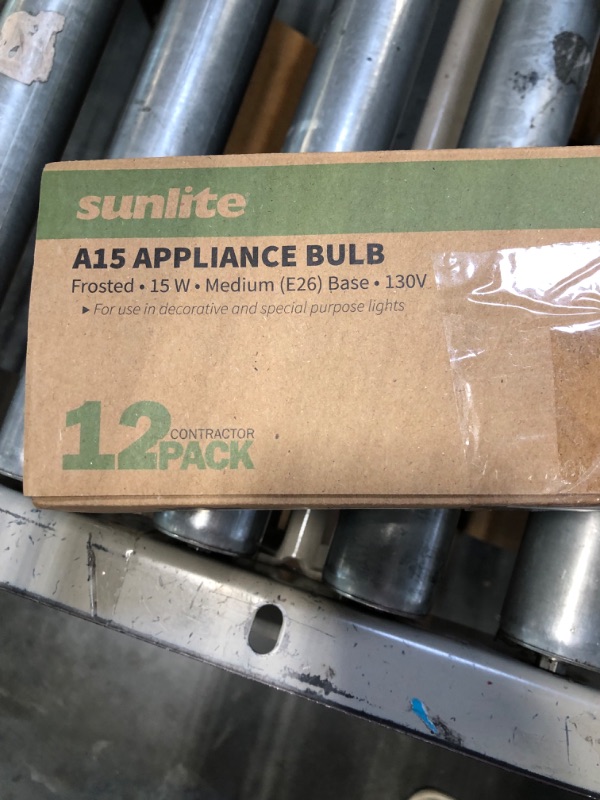 sunlite
A15 APPLIANCE BULB
Frosted • 15 W • Medium (E26) Base • 130V
▸ For use in decorative and special purpose lights
12 CONTRACTOR
PACK